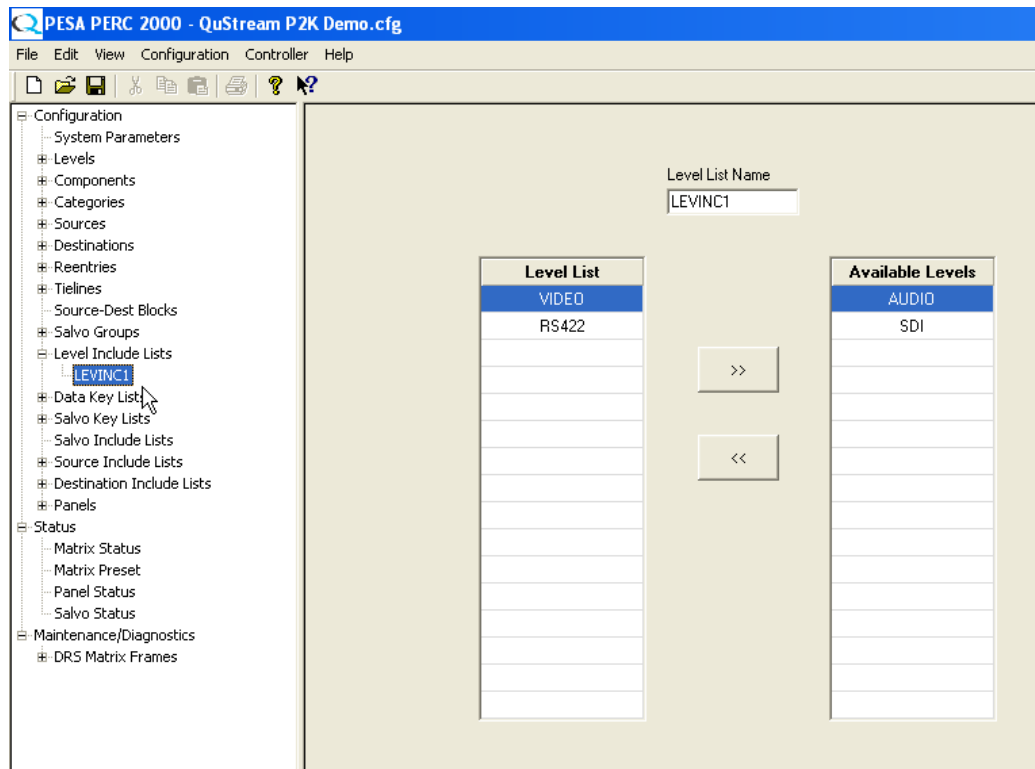 PESA PERC 2000 - QuStream P2K Demo.cfg
File Edit View Configuration Controller Help
Configuration
System Parameters
Levels
Components
Categories
Sources
Destinations
Reentries
Tielines
Source-Dest Blocks
Salvo Groups
Level Include Lists
LEVINC1
Data Key Lists
Salvo Key Lists
Salvo Include Lists
Source Include Lists
Destination Include Lists
Panels
Status
Matrix Status
Matrix Preset
Panel Status
Salvo Status
Maintenance/Diagnostics
DRS Matrix Frames
Level List Name
LEVINC1
Level List
VIDEO
RS422
>>
<<
Available Levels
AUDIO
SDI